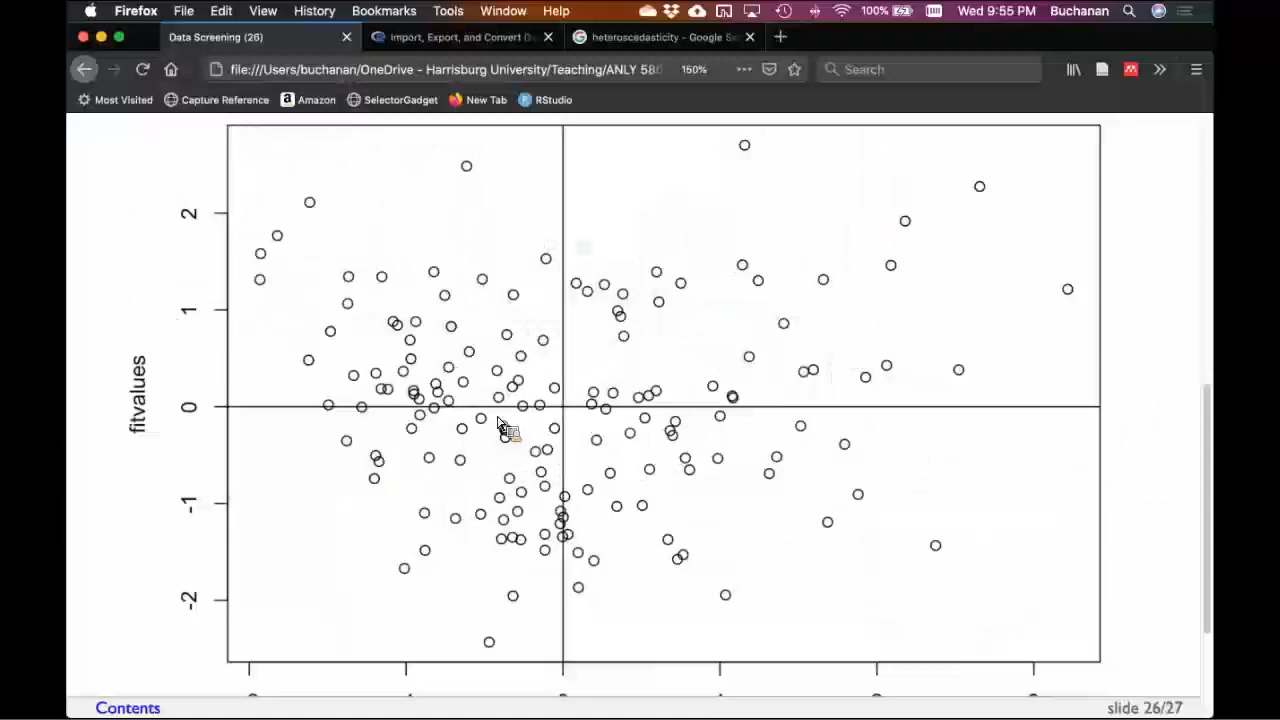 Firefox File Edit View History Bookmarks Tools Window Help 100% Wed 9:55 PM Buchanan
Data Screening (26) Import, Export, and Convert D heteroscedasticity - Google Se
file:///Users/buchanan/OneDrive - Harrisburg University/Teaching/ANLY 58 150% Search
Most Visited Capture Reference Amazon SelectorGadget New Tab RStudio
2
1
0
-1
-2
fitvalues
Contents slide 26/27